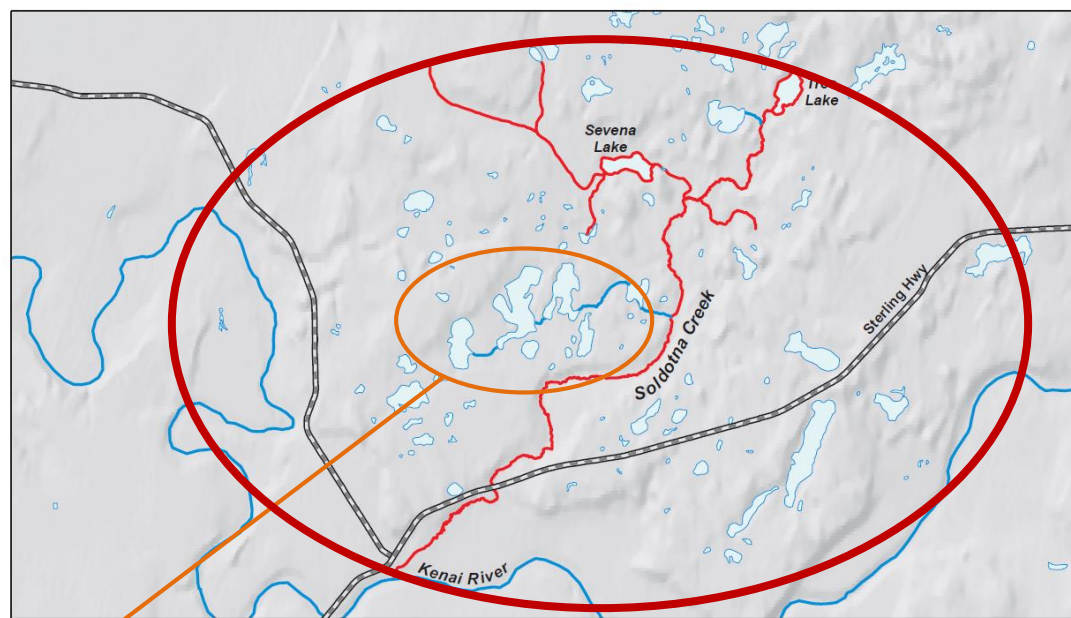 Sevena
Lake
Lake
Sterling Hwy
Soldotna Creek
Kenai River